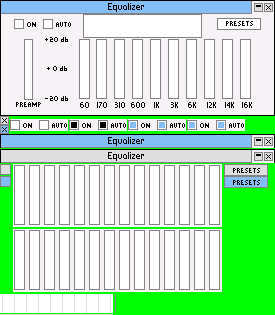 Equalizer
ON AUTO PRESETS
+20 db
+0 db
-20 db
PREAMP 60 170 310 600 1K 3K 6K 12K 14K 16K
ON AUTO ON AUTO ON AUTO ON AUTO
Equalizer
Equalizer
PRESETS
PRESETS